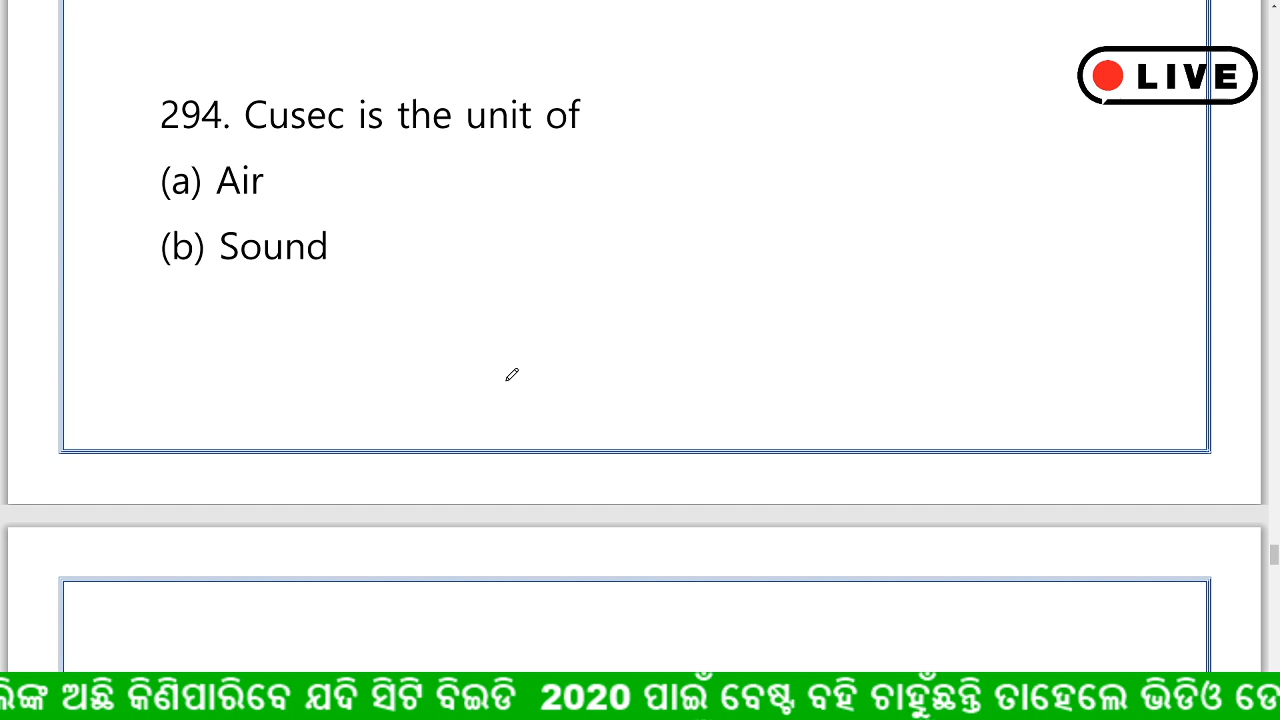 LIVE
294. Cusec is the unit of
(a) Air
(b) Sound
ଅଛି କିଣିପାରିବେ ଯଦି ସିଟି ବିଇଡି 2020 ପାଇଁ ବେଷ୍ଟ ବହି ଚାହୁଁଛନ୍ତି ତାହେଲେ ଭିଡିଓ